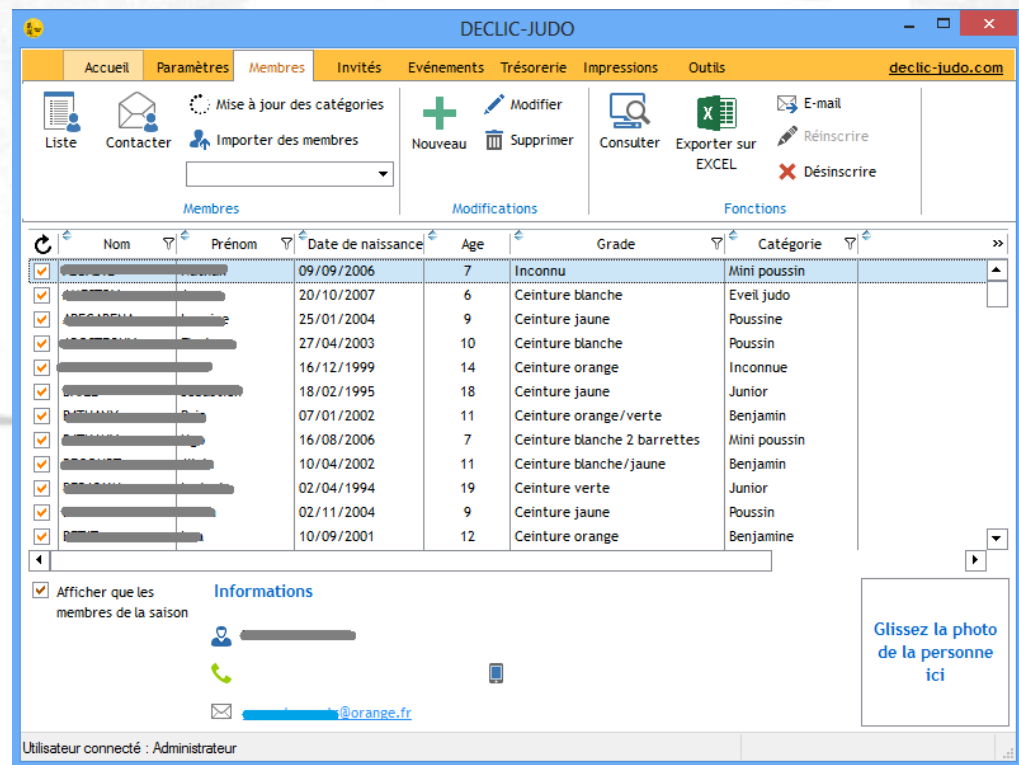 DECLIC-JUDO
Accueil Paramètres Membres Invités Evénements Trésorerie Impressions Outils declic-judo.com
Liste
Contacter
Mise à jour des catégories
Importer des membres
Membres
Nouveau
Modifier
Supprimer
Modifications
Consulter
Exporter sur
EXCEL
E-mail
Réinscrire
Désinscrire
Fonctions
Nom Prénom Date de naissance Age Grade Catégorie »
09/09/2006 7 Inconnu Mini poussin
20/10/2007 6 Ceinture blanche Eveil judo
25/01/2004 9 Ceinture jaune Poussine
27/04/2003 10 Ceinture blanche Poussin
16/12/1999 14 Ceinture orange Inconnue
18/02/1995 18 Ceinture jaune Junior
07/01/2002 11 Ceinture orange/verte Benjamin
16/08/2006 7 Ceinture blanche 2 barrettes Mini poussin
10/04/2002 11 Ceinture blanche/jaune Benjamin
02/04/1994 19 Ceinture verte Junior
02/11/2004 9 Ceinture jaune Poussin
10/09/2001 12 Ceinture orange Benjamine
Afficher que les
membres de la saison
Informations
@orange.fr
Glissez la photo
de la personne
ici
Utilisateur connecté : Administrateur